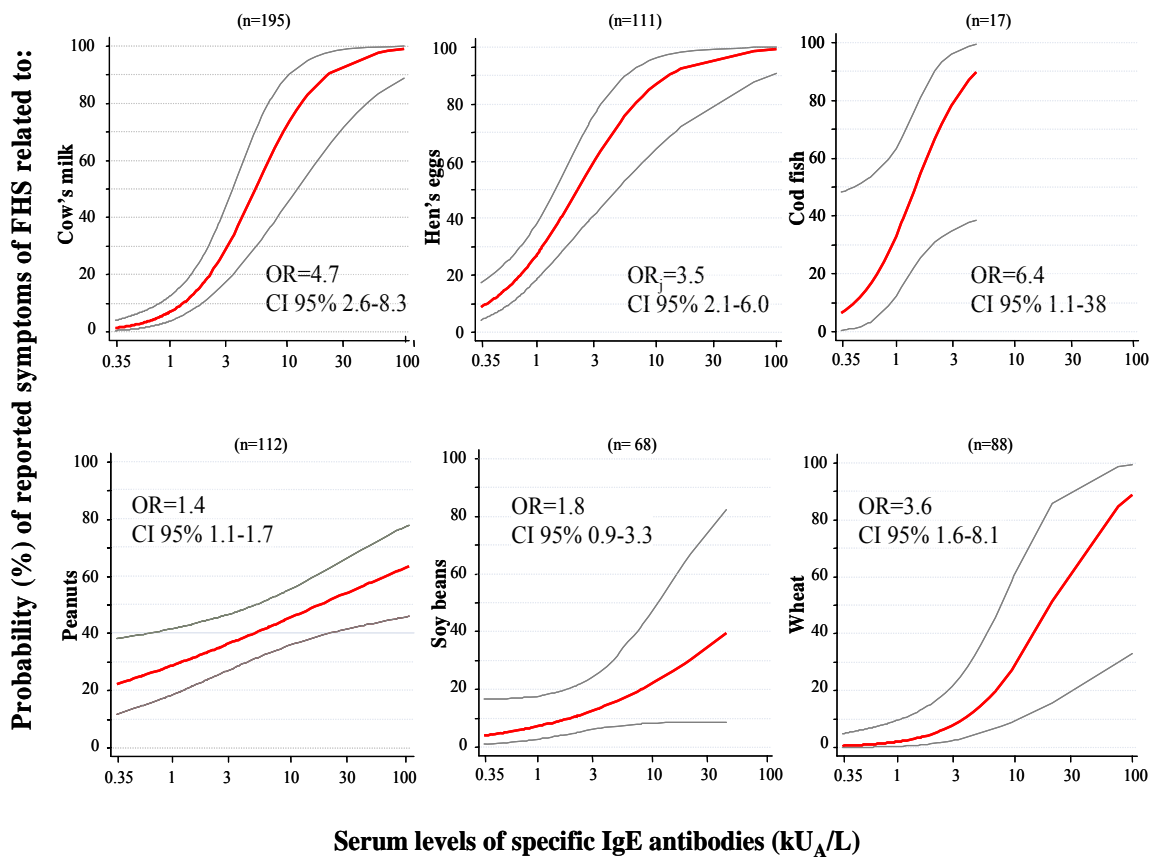 Probability (%) of reported symptoms of FHS related to:
(n=195)
Cow's milk
100
80
60
40
20
0
OR=4.7
CI 95% 2.6-8.3
0.35 1 3 10 30 100
(n=111)
Hen's eggs
100
80
60
40
20
0
ORj=3.5
CI 95% 2.1-6.0
0.35 1 3 10 30 100
(n=17)
Cod fish
100
80
60
40
20
0
OR=6.4
CI 95% 1.1-38
0.35 1 10 30 100
(n=112)
Peanuts
100
80
60
40
20
0
OR=1.4
CI 95% 1.1-1.7
0.35 1 3 10 30 100
(n= 68)
Soy beans
100
80
60
40
20
0
OR=1.8
CI 95% 0.9-3.3
0.35 1 3 10 30 100
(n=88)
Wheat
100
80
60
40
20
0
OR=3.6
CI 95% 1.6-8.1
0.35 1 3 10 30 100
Serum levels of specific IgE antibodies (kUA/L)